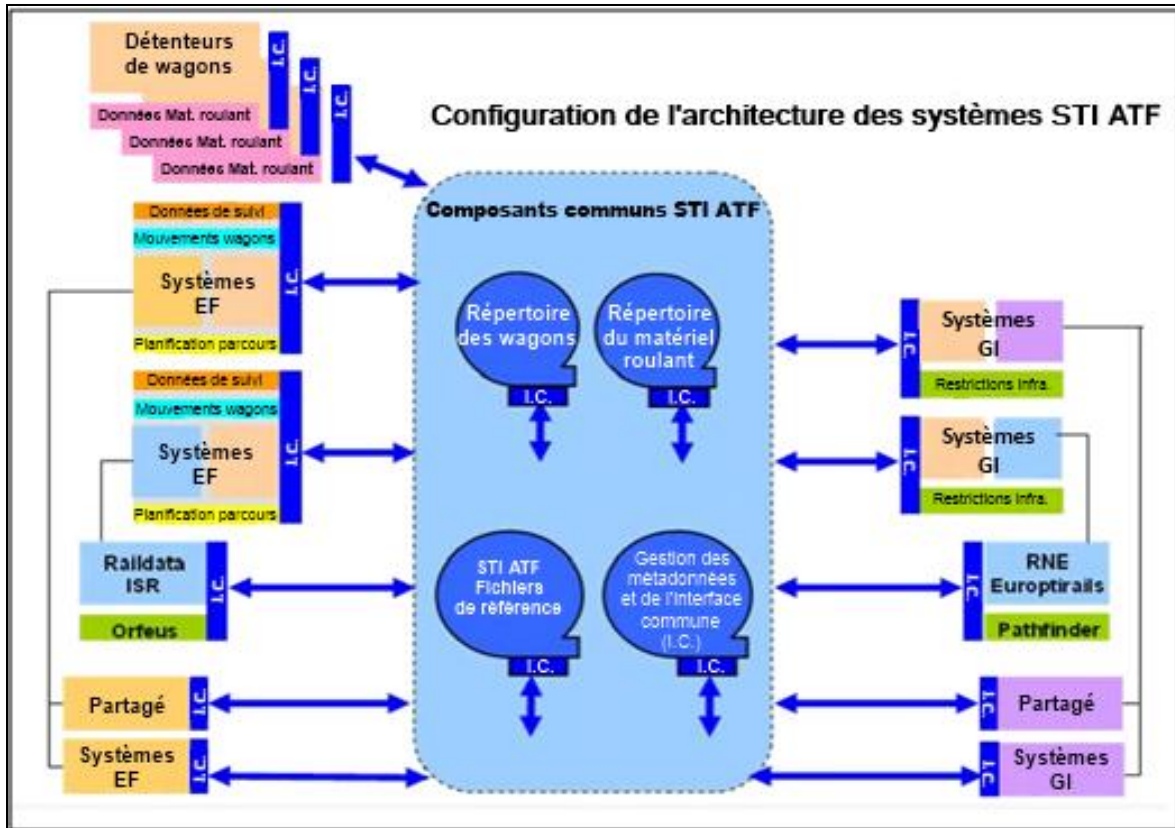 Détenteurs
de wagons
I.C.
I.C.
I.C.
Données Mat. roulant
Données Mat. roulant
Données Mat. roulant
Configuration de l'architecture des systèmes STI ATF
Composants communs STI ATF
Données de suivi
Mouvements wagons
Systèmes
EF
Planification parcours
I.C.
Données de suivi
Mouvements wagons
Systèmes
EF
Planification parcours
I.C.
Raildata
ISR
Orfeus
I.C.
Partagé
I.C.
Systèmes
EF
I.C.
Répertoire
des wagons
I.C.
Répertoire
du matériel
roulant
I.C.
STI ATF
Fichiers
de référence
I.C.
Gestion des
métadonnées
et de l'interface
commune
(I.C.)
I.C.
I.C.
Systèmes
GI
Restrictions Infra.
I.C.
Systèmes
GI
Restrictions Infra.
I.C.
RNE
Europtirails
Pathfinder
I.C.
Partagé
I.C.
Systèmes
GI